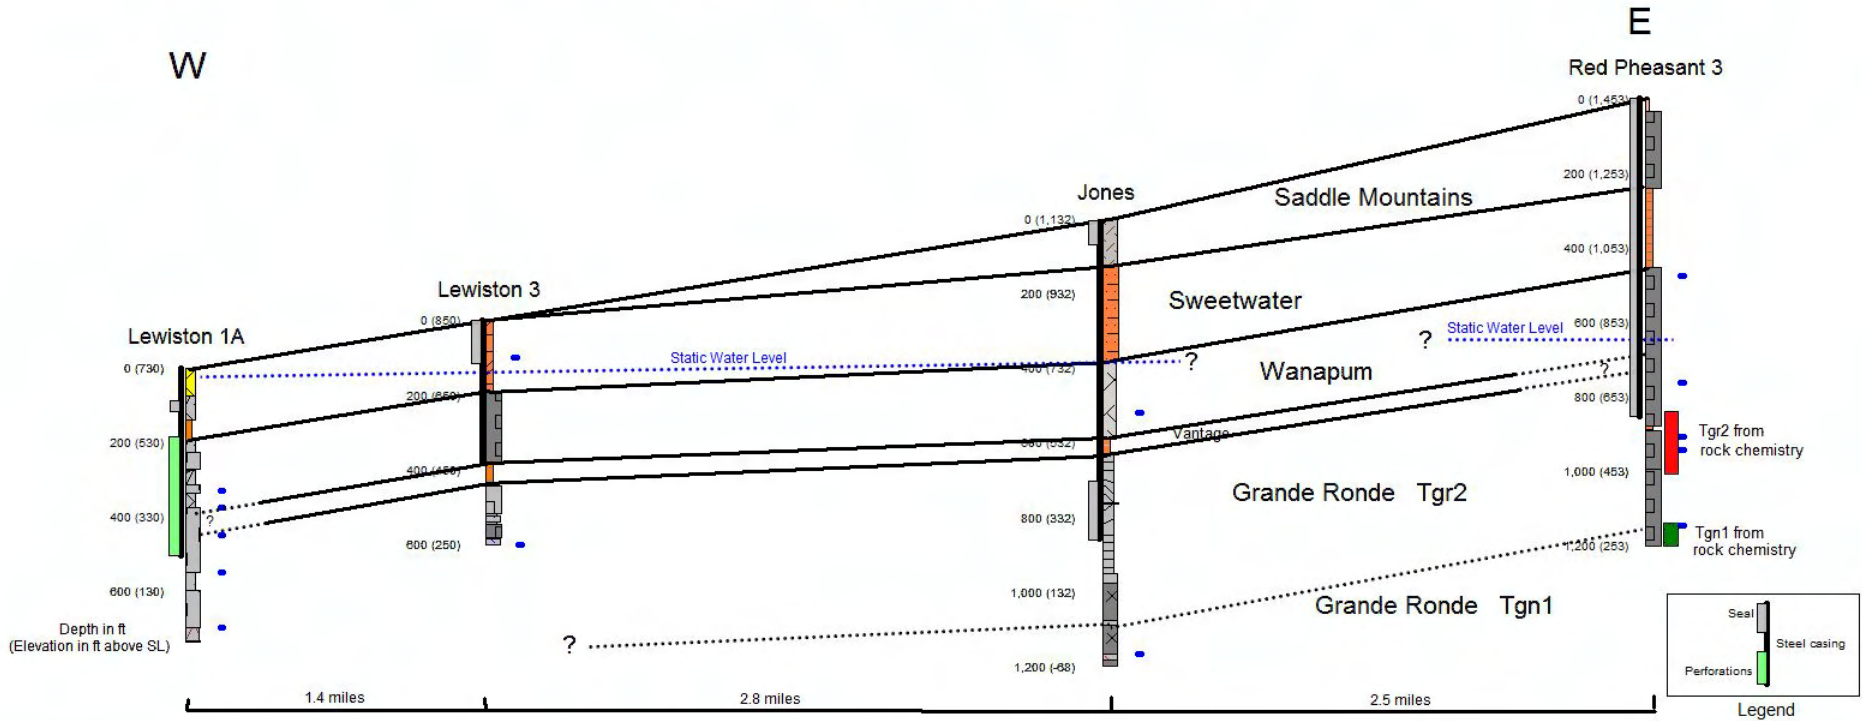 W
E
Red Pheasant 3
0 (1,453)
200 (1,253)
400 (1,053)
600 (853)
800 (653)
1,000 (453)
1,200 (253)
Jones
0 (1,132)
200 (932)
400 (732)
800 (332)
1,000 (132)
1,200 (-68)
Lewiston 3
0 (850)
200 (650)
400 (450)
600 (250)
Lewiston 1A
0 (730)
200 (530)
400 (330)
600 (130)
Depth in ft
(Elevation in ft above SL)
Saddle Mountains
Sweetwater
Wanapum
Vantage
Grande Ronde Tgr2
Grande Ronde Tgn1
Static Water Level
?
?
Static Water Level
?
?
?
Tgr2 from
rock chemistry
Tgn1 from
rock chemistry
1.4 miles
2.8 miles
2.5 miles
Seal
Steel casing
Perforations
Legend